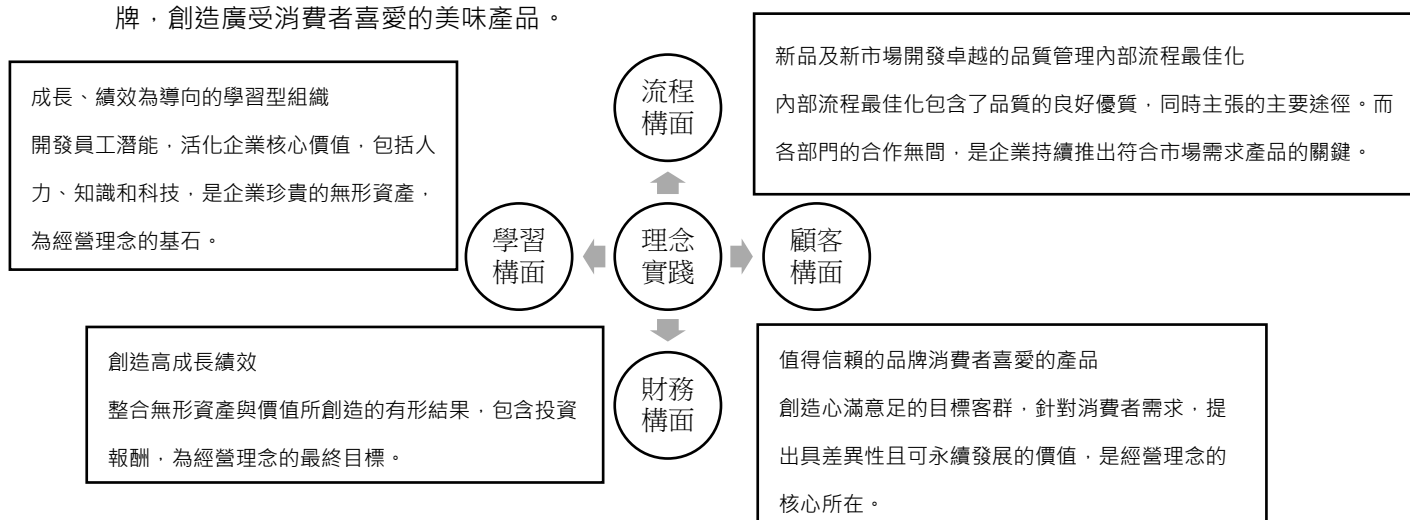 牌，創造廣受消費者喜愛的美味產品。
成長、績效為導向的學習型組織
開發員工潛能，活化企業核心價值，包括人
力、知識和科技，是企業珍貴的無形資產，
為經營理念的基石。
流程
構面
新品及新市場開發卓越的品質管理內部流程最佳化
內部流程最佳化包含了品質的良好優質，同時主張的主要途徑。而
各部門的合作無間，是企業持續推出符合市場需求產品的關鍵。
學習
構面
理念
實踐
顧客
構面
創造高成長績效
整合無形資產與價值所創造的有形結果，包含投資
報酬，為經營理念的最終目標。
財務
構面
值得信賴的品牌消費者喜愛的產品
創造心滿意足的目標客群，針對消費者需求，提
出具差異性且可永續發展的價值，是經營理念的
核心所在。